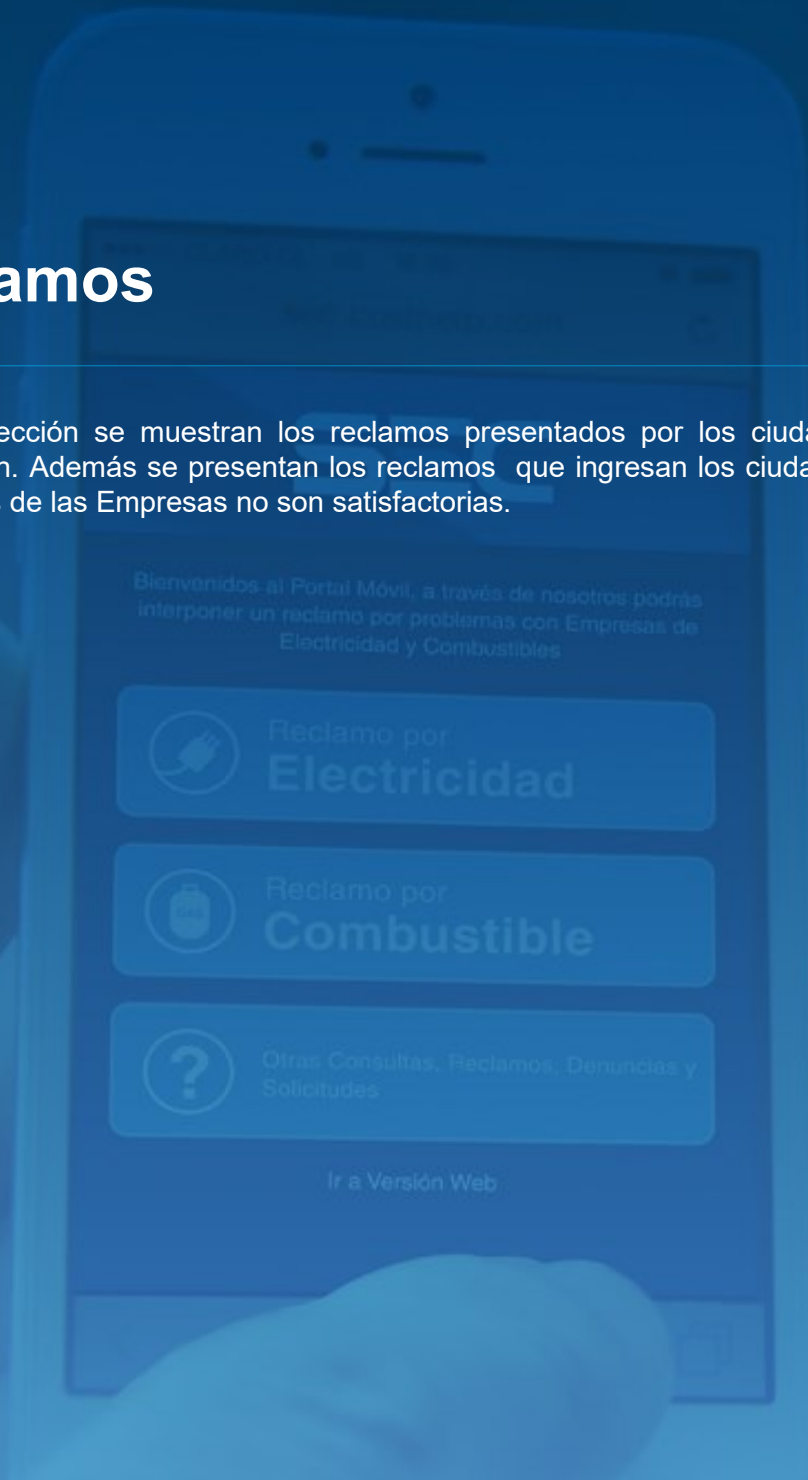 amos
ección se muestran los reclamos presentados por los ciuda
n. Además se presentan los reclamos que ingresan los ciuda
de las Empresas no son satisfactorias.
SEC
Bienvenidos al Portal Móvil, a través de nosotros podrás
interponer un reclamo por problemas con Empresas de
Electricidad y Combustibles
Reclamo por
Electricidad
Reclamo por
Combustible
?
Otras Consultas, Reclamos, Denuncias y
Solicitudes
Ir a Versión Web